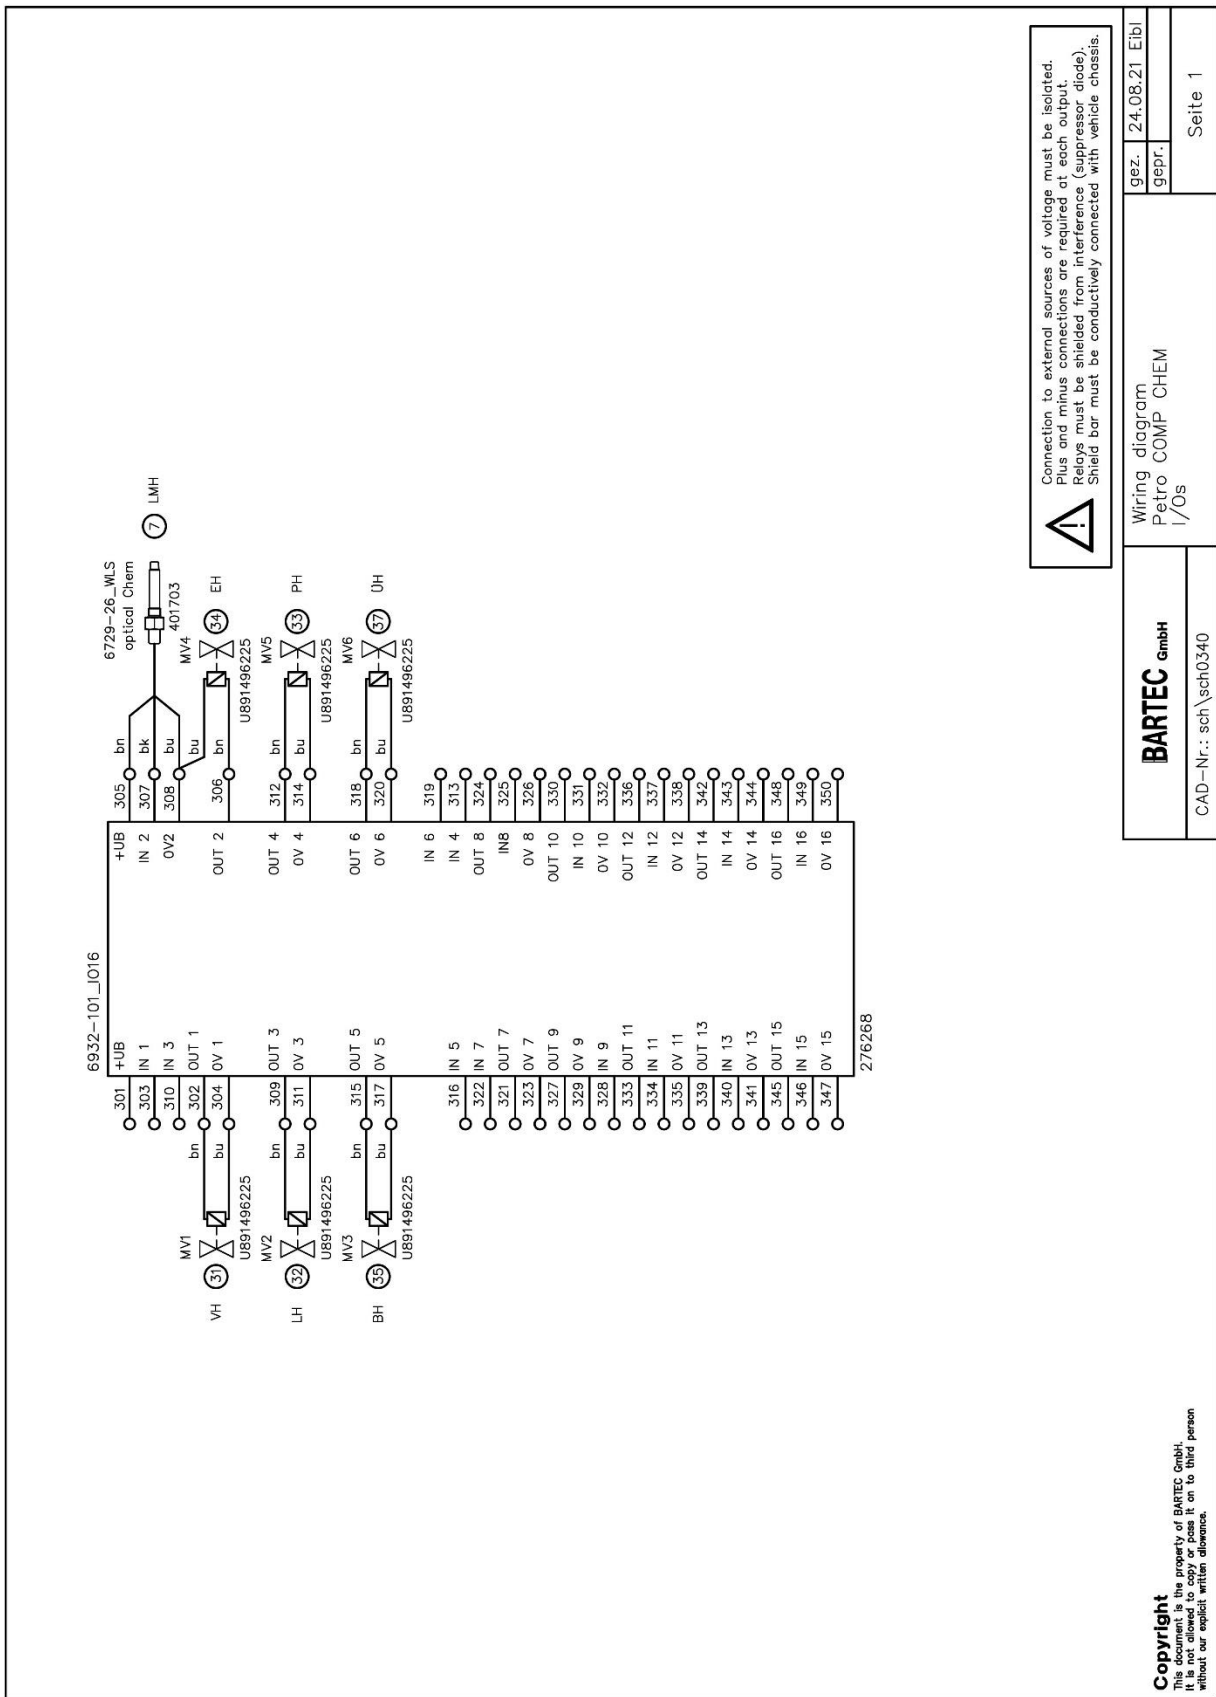 6932-101_IO16
301 +UB
303 IN 1
310 IN 3
302 OUT 1
304 0V 1
309 OUT 3
311 0V 3
315 OUT 5
317 0V 5
316 IN 5
322 IN 7
321 OUT 7
323 0V 7
327 OUT 9
329 0V 9
328 IN 9
333 OUT 11
334 IN 11
335 0V 11
339 OUT 13
340 IN 13
341 0V 13
345 OUT 15
346 IN 15
347 0V 15
276268
+UB 305
IN 2 307
0V2 308
OUT 2 306
OUT 4 312
0V 4 314
OUT 6 318
0V 6 320
IN 6 319
IN 4 313
OUT 8 324
IN8 325
0V 8 326
OUT 10 330
IN 10 331
0V 10 332
OUT 12 336
IN 12 337
0V 12 338
OUT 14 342
IN 14 343
0V 14 344
OUT 16 348
IN 16 349
0V 16 350
VH 31 MV1
bn
bu
U891496225
LH 32 MV2
bn
bu
U891496225
BH 35 MV3
bn
bu
U891496225
6729-26_WLS
optical Chem
7 LMH
401703
bn
bk
bu
bu
bn
MV4
34 EH
U891496225
bn
bu
MV5
33 PH
U891496225
bn
bu
MV6
37 ÜH
U891496225
Connection to external sources of voltage must be isolated.
Plus and minus connections are required at each output.
Relays must be shielded from interference (suppressor diode).
Shield bar must be conductively connected with vehicle chassis.
Copyright
This document is the property of BARTEC GmbH.
It is not allowed to copy or pass it on to third person
without our explicit written allowance.
BARTEC GmbH
CAD-Nr.: sch\sch0340
Wiring diagram
Petro COMP CHEM
I/Os
gez. 24.08.21 Eibl
gepr.
Seite 1